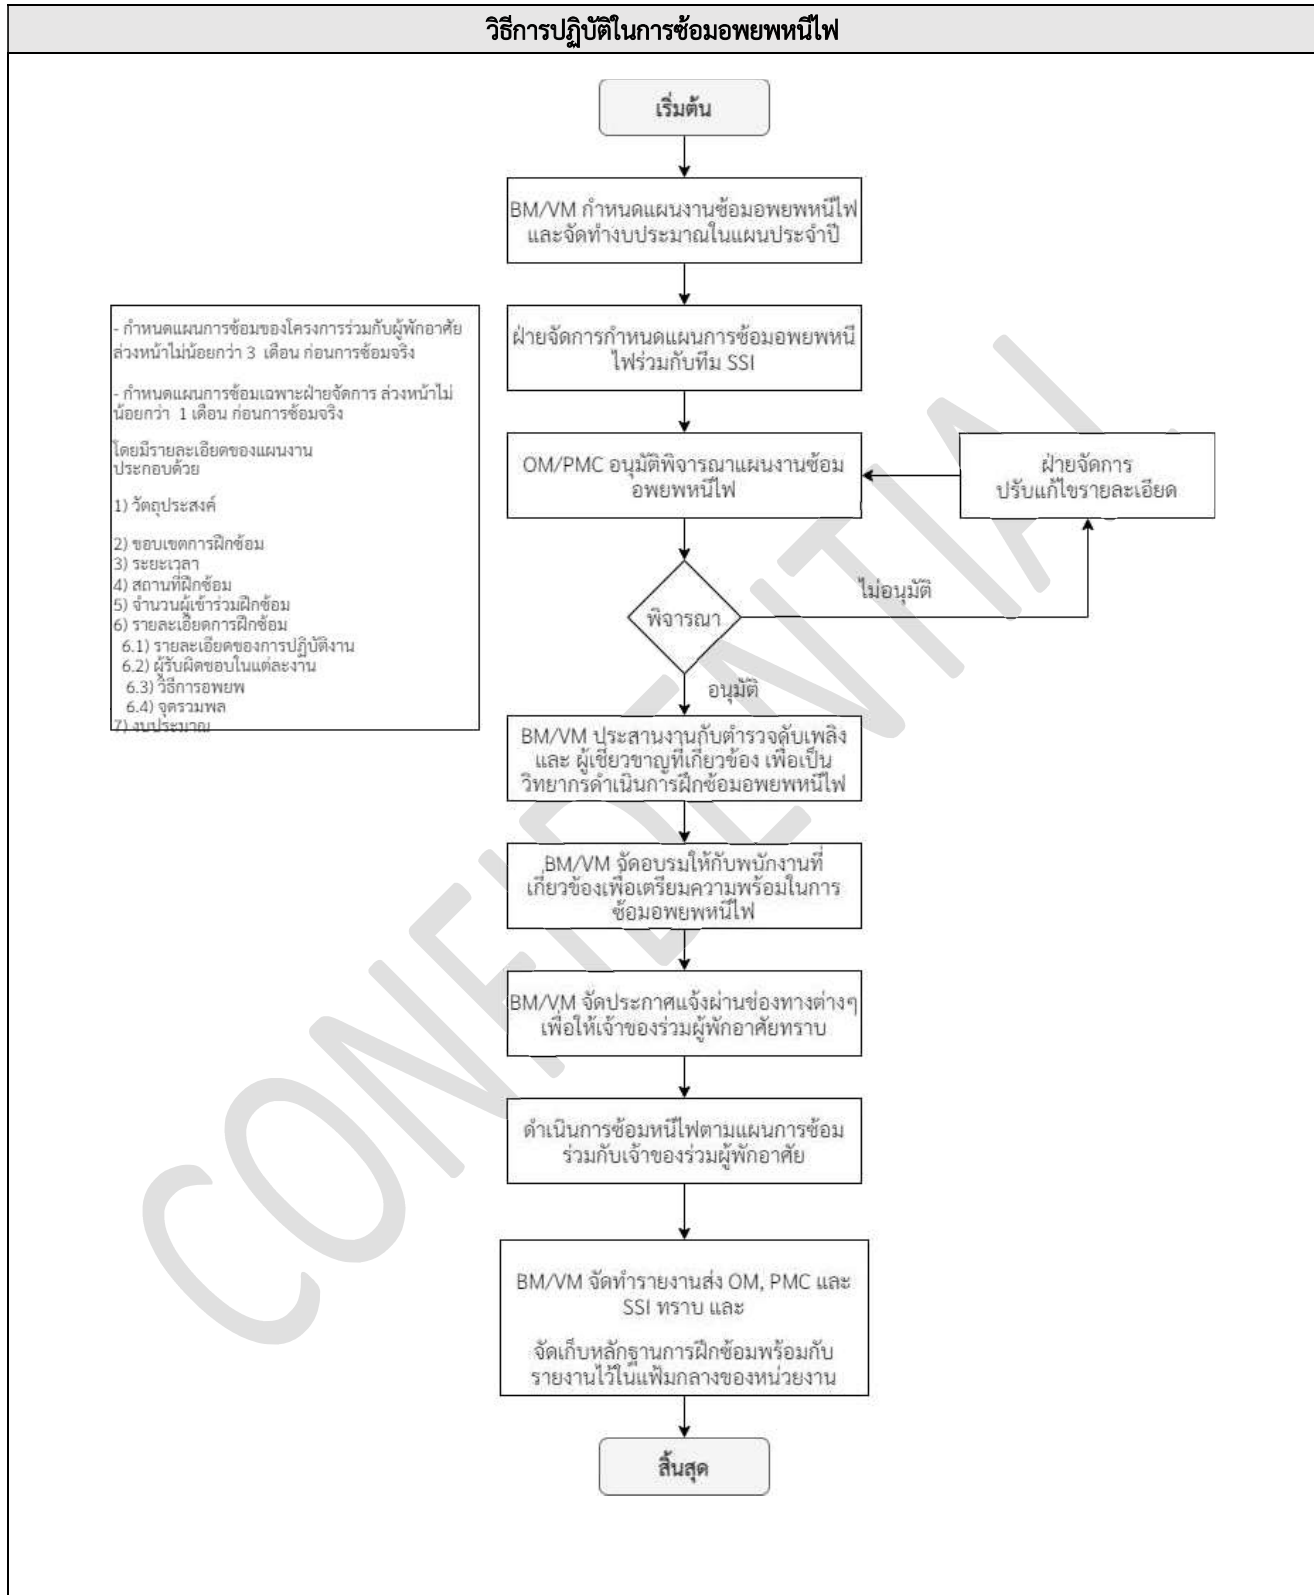 วิธีการปฏิบัติในการซ้อมอพยพหนีไฟ
เริ่มต้น
BM/VM กำหนดแผนงานซ้อมอพยพหนีไฟ
และจัดทำงบประมาณในแผนประจำปี
ฝ่ายจัดการกำหนดแผนการซ้อมอพยพหนี
ไฟร่วมกับทีม SSI
- กำหนดแผนการซ้อมของโครงการร่วมกับผู้พักอาศัย
ล่วงหน้าไม่น้อยกว่า 3 เดือน ก่อนการซ้อมจริง
- กำหนดแผนการซ้อมเฉพาะฝ่ายจัดการ ล่วงหน้าไม่
น้อยกว่า 1 เดือน ก่อนการซ้อมจริง
โดยมีรายละเอียดของแผนงาน
ประกอบด้วย
1) วัตถุประสงค์
2) ขอบเขตการฝึกซ้อม
3) ระยะเวลา
4) สถานที่ฝึกซ้อม
5) จำนวนผู้เข้าร่วมฝึกซ้อม
6) รายละเอียดการฝึกซ้อม
6.1) รายละเอียดของการปฏิบัติงาน
6.2) ผู้รับผิดชอบในแต่ละงาน
6.3) วิธีการอพยพ
6.4) จุดรวมพล
7) งบประมาณ
OM/PMC อนุมัติพิจารณาแผนงานซ้อม
อพยพหนีไฟ
ฝ่ายจัดการ
ปรับแก้ไขรายละเอียด
พิจารณา
ไม่อนุมัติ
อนุมัติ
BM/VM ประสานงานกับตำรวจดับเพลิง
และ ผู้เชี่ยวชาญที่เกี่ยวข้อง เพื่อเป็น
วิทยากรดำเนินการฝึกซ้อมอพยพหนีไฟ
BM/VM จัดอบรมให้กับพนักงานที่
เกี่ยวข้องเพื่อเตรียมความพร้อมในการ
ซ้อมอพยพหนีไฟ
BM/VM จัดประกาศแจ้งผ่านช่องทางต่างๆ
เพื่อให้เจ้าของร่วมผู้พักอาศัยทราบ
ดำเนินการซ้อมหนีไฟตามแผนการซ้อม
ร่วมกับเจ้าของร่วมผู้พักอาศัย
BM/VM จัดทำรายงานส่ง OM, PMC และ
SSI ทราบ และ
จัดเก็บหลักฐานการฝึกซ้อมพร้อมกับ
รายงานไว้ในแฟ้มกลางของหน่วยงาน
สิ้นสุด
CONFIDENTIAL